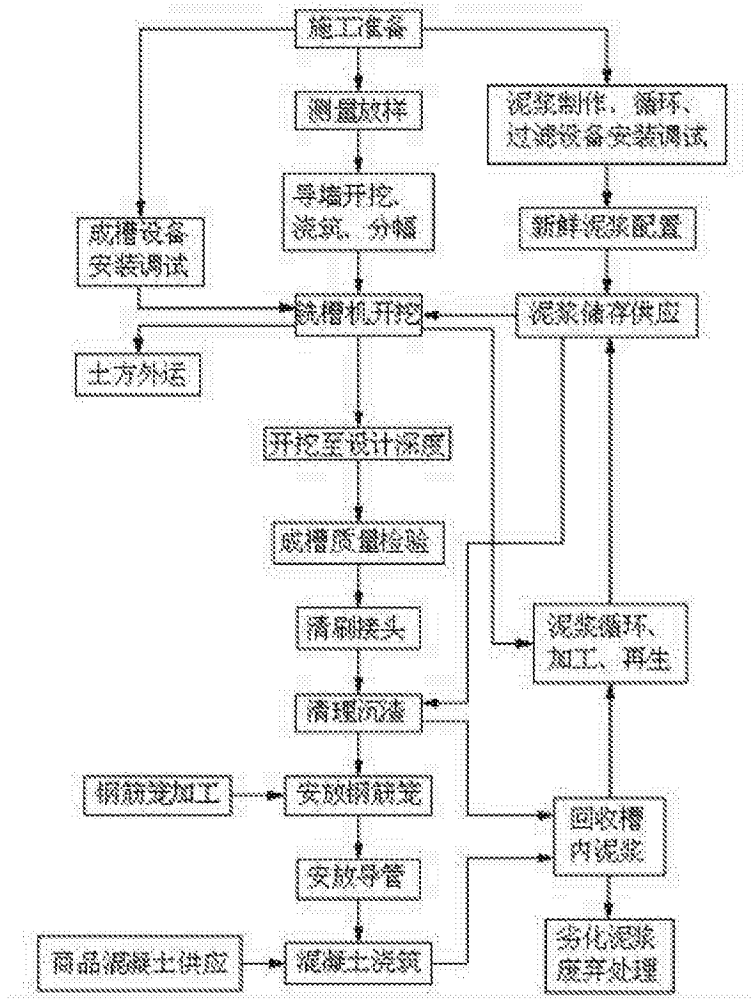 施工准备
测量放样
泥浆制作、循环、
过滤设备安装调试
导墙开挖、
浇筑、分幅
成槽设备
安装调试
新鲜泥浆配置
铣槽机开挖
泥浆储存供应
土方外运
开挖至设计深度
成槽质量检验
清刷接头
泥浆循环、
加工、再生
清理沉渣
钢筋笼加工
安放钢筋笼
回收槽
内泥浆
安放导管
劣化泥浆
废弃处理
商品混凝土供应
混凝土浇筑